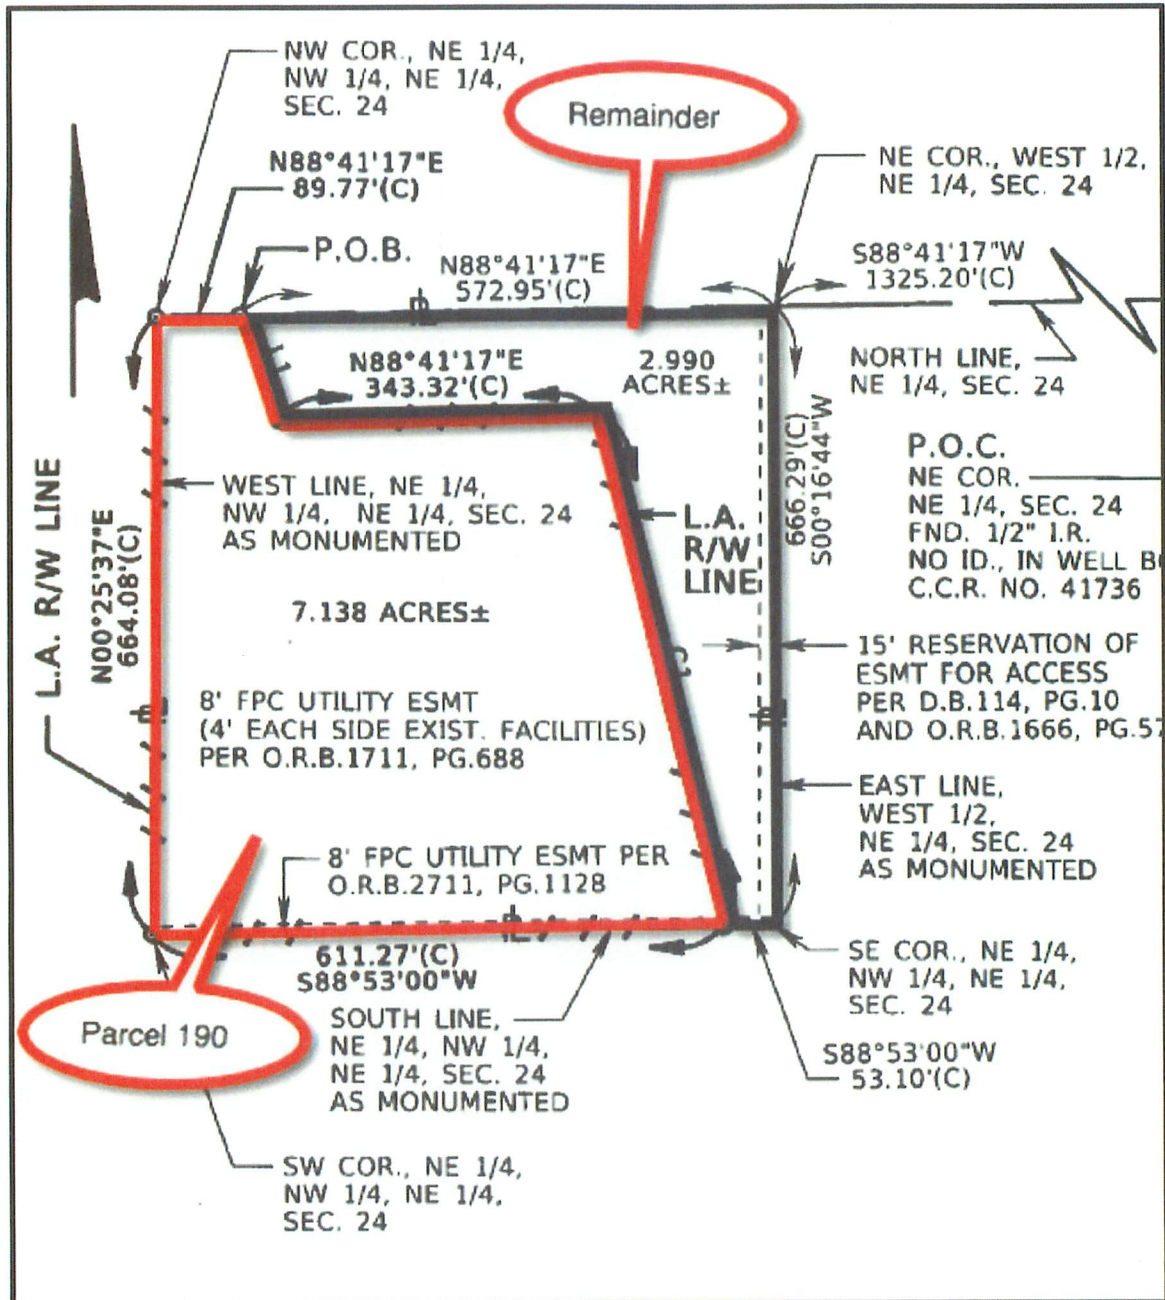 NW COR., NE 1/4,
NW 1/4, NE 1/4,
SEC. 24
Remainder
N88°41'17"E
89.77'(C)
NE COR., WEST 1/2,
NE 1/4, SEC. 24
P.O.B.
N88°41'17"E
572.95'(C)
S88°41'17"W
1325.20'(C)
N88°41'17"E
343.32'(C)
2.990
ACRES±
NORTH LINE,
NE 1/4, SEC. 24
666.29'(C)
S00°16'44"W
P.O.C.
NE COR.
NE 1/4, SEC. 24
FND. 1/2" I.R.
NO ID., IN WELL B
C.C.R. NO. 41736
L.A. R/W LINE
N00°25'37"E
664.08'(C)
WEST LINE, NE 1/4,
NW 1/4, NE 1/4, SEC. 24
AS MONUMENTED
L.A.
R/W
LINE
7.138 ACRES±
15' RESERVATION OF
ESMT FOR ACCESS
PER D.B.114, PG.10
AND O.R.B.1666, PG.57
8' FPC UTILITY ESMT
(4' EACH SIDE EXIST. FACILITIES)
PER O.R.B.1711, PG.688
EAST LINE,
WEST 1/2,
NE 1/4, SEC. 24
AS MONUMENTED
8' FPC UTILITY ESMT PER
O.R.B.2711, PG.1128
611.27'(C)
S88°53'00"W
SE COR., NE 1/4,
NW 1/4, NE 1/4,
SEC. 24
Parcel 190
SOUTH LINE,
NE 1/4, NW 1/4,
NE 1/4, SEC. 24
AS MONUMENTED
S88°53'00"W
53.10'(C)
SW COR., NE 1/4,
NW 1/4, NE 1/4,
SEC. 24